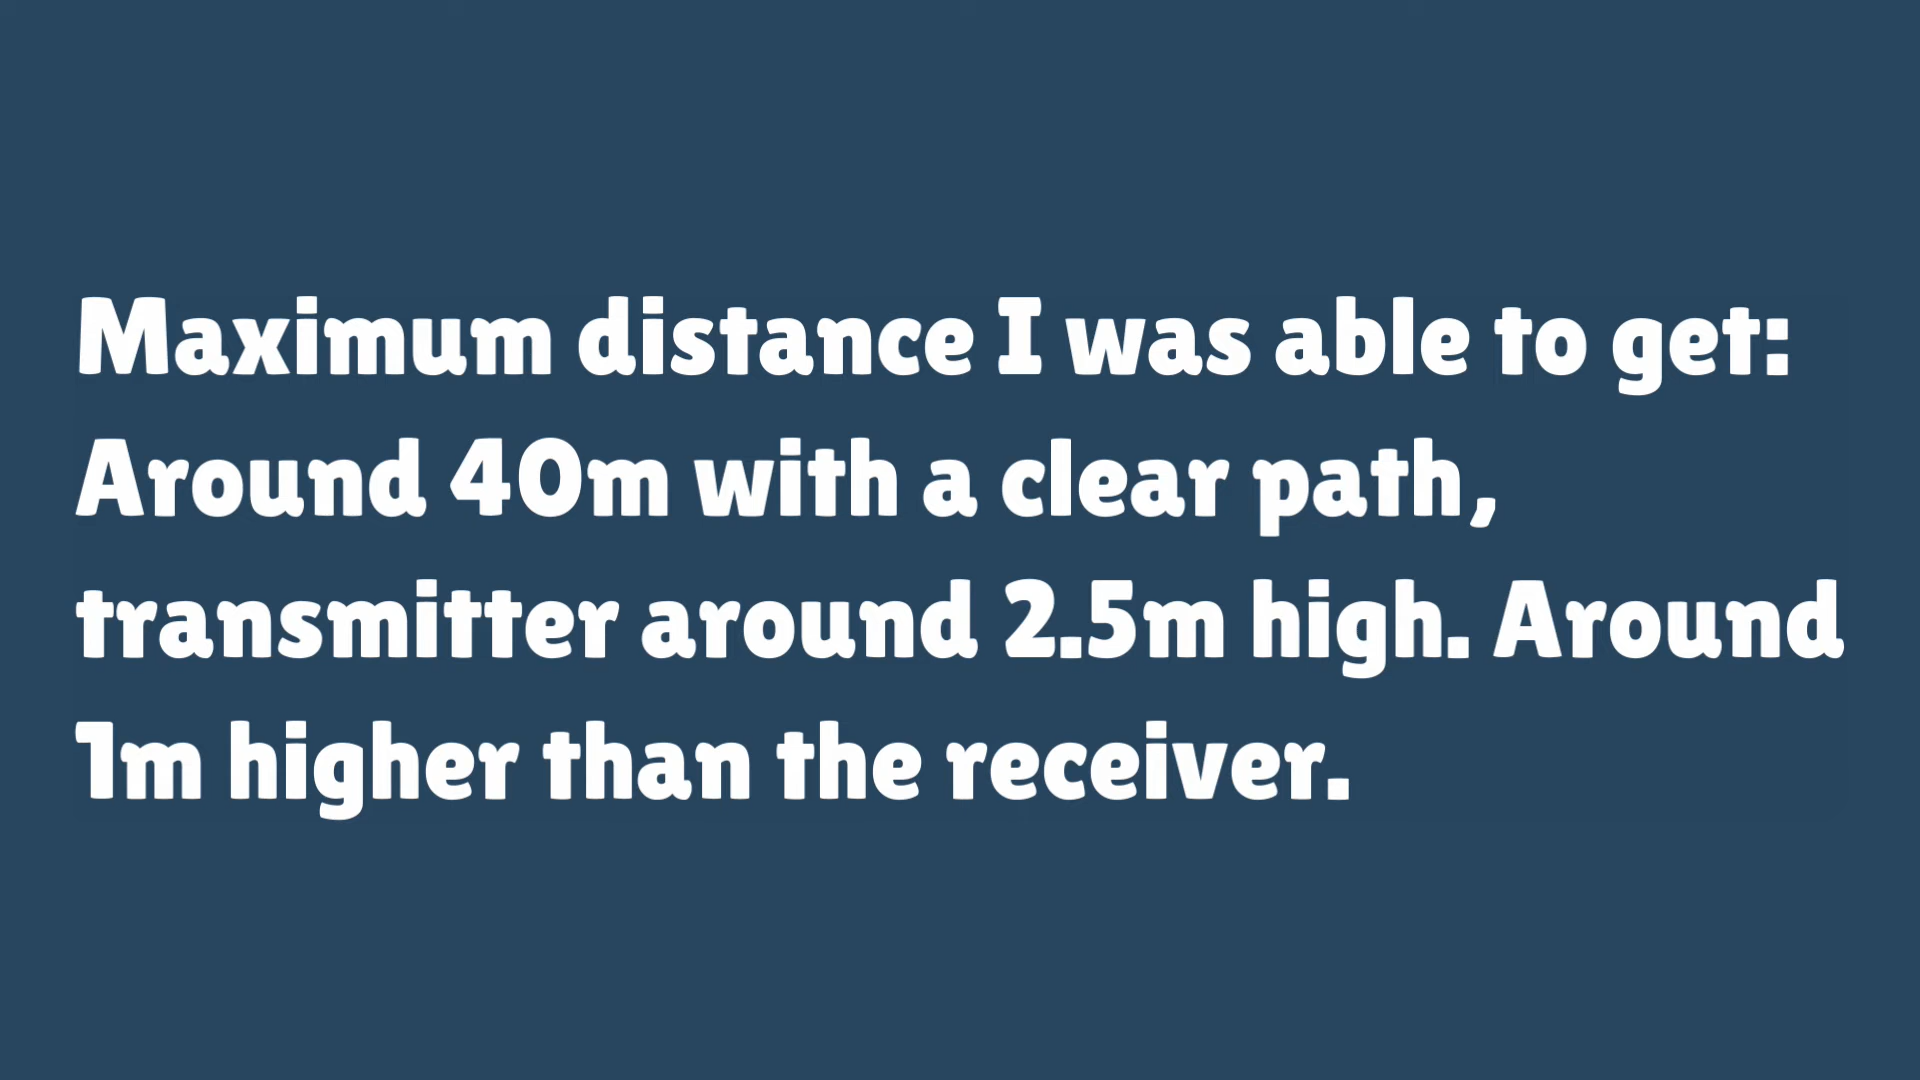 Maximum distance I was able to get:
Around 40m with a clear path,
transmitter around 2.5m high. Around
1m higher than the receiver.